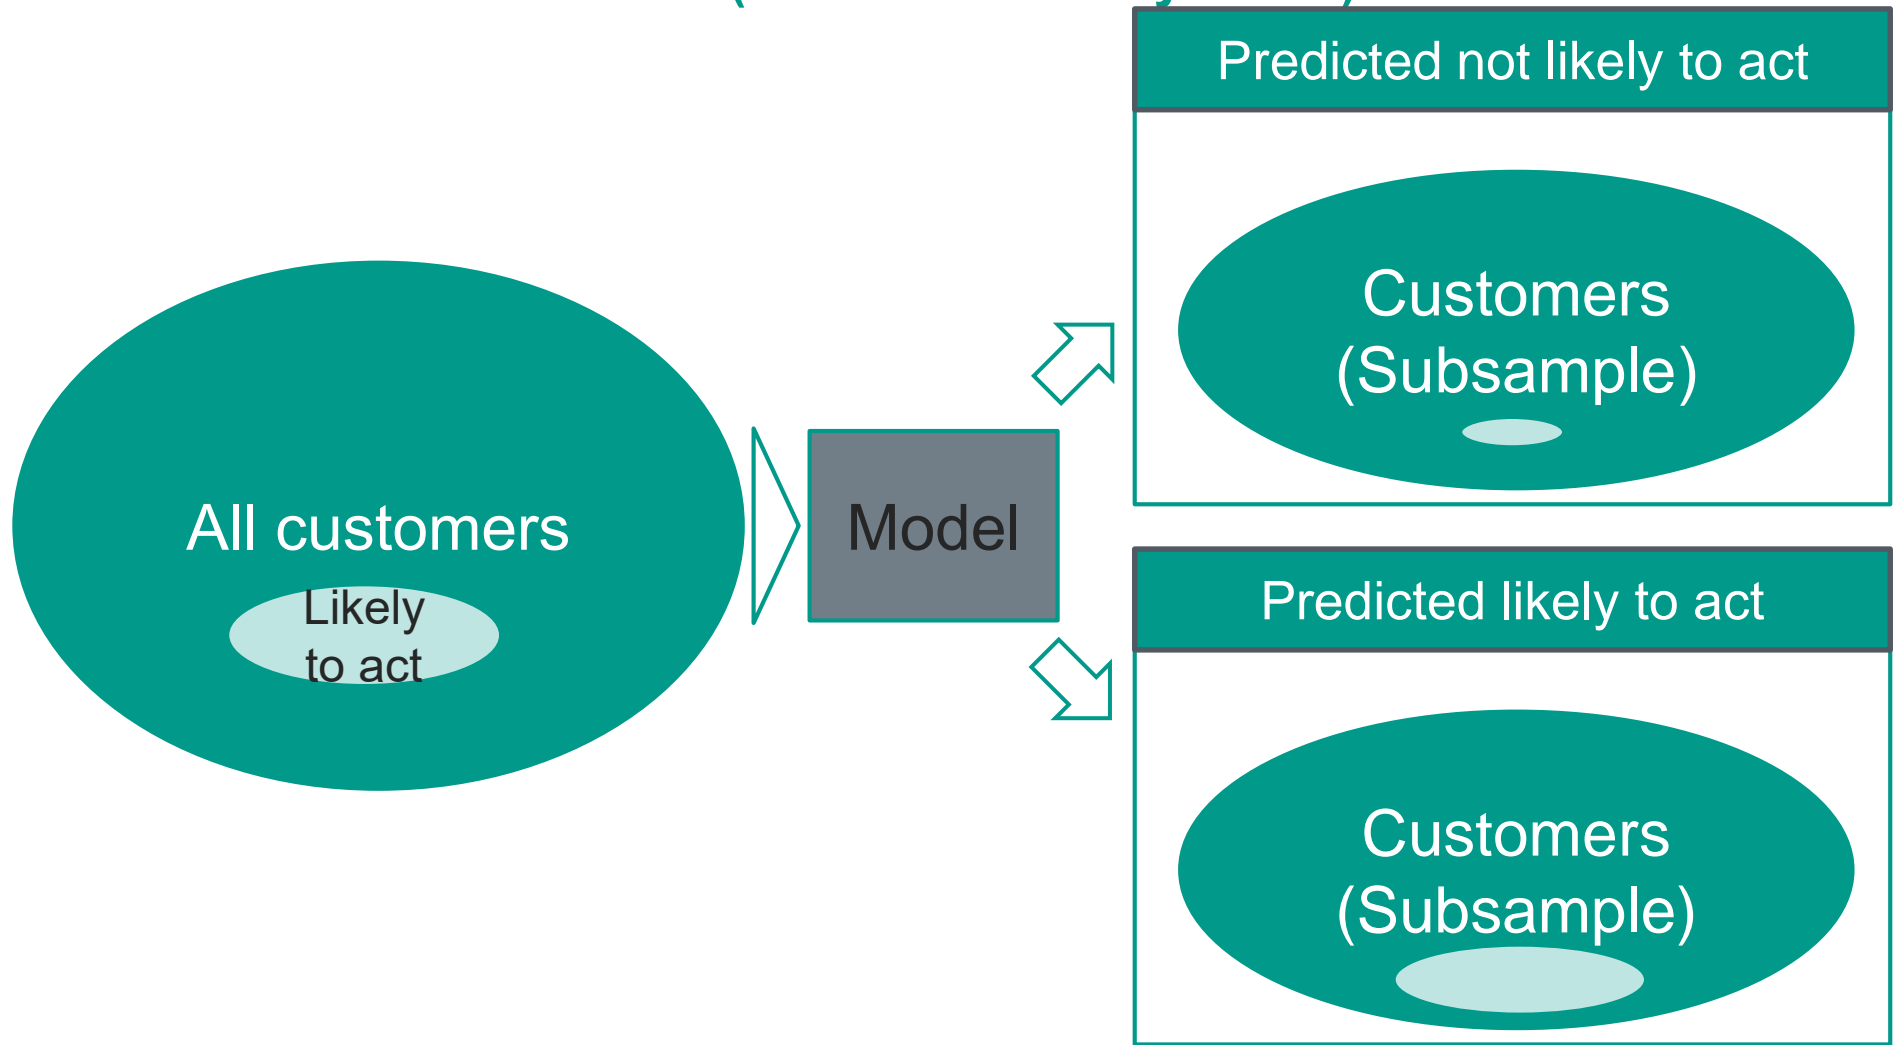 All customers
Likely
to act
Model
Predicted not likely to act
Customers
(Subsample)
Predicted likely to act
Customers
(Subsample)